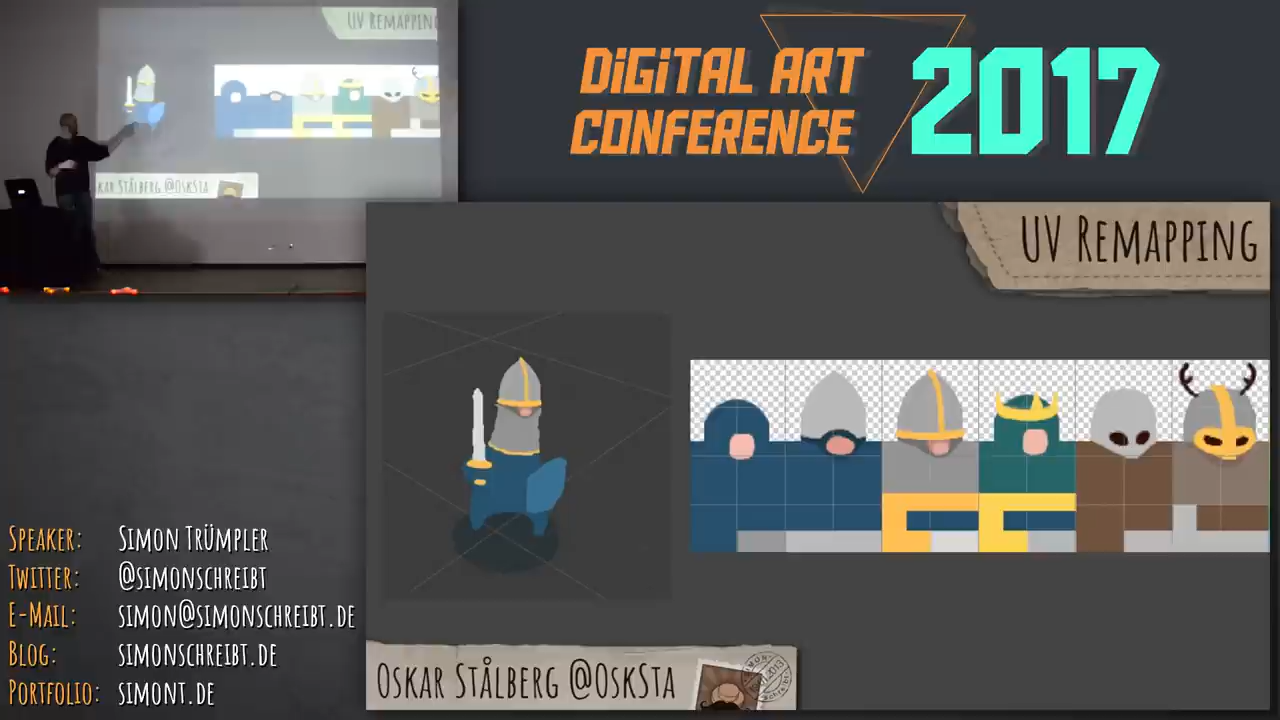 UV REMAPPING
KAR STÅLBERG @OSKSTA
DiGiTAL ART
CONFERENCE
2017
UV REMAPPING
SPEAKER: SIMON TRÜMPLER
TWITTER: @SIMONSCHREIBT
E-MAIL: SIMON@SIMONSCHREIBT.DE
BLOG: SIMONSCHREIBT.DE
PORTFOLIO: SIMONT.DE
OSKAR STÅLBERG @OSKSTA